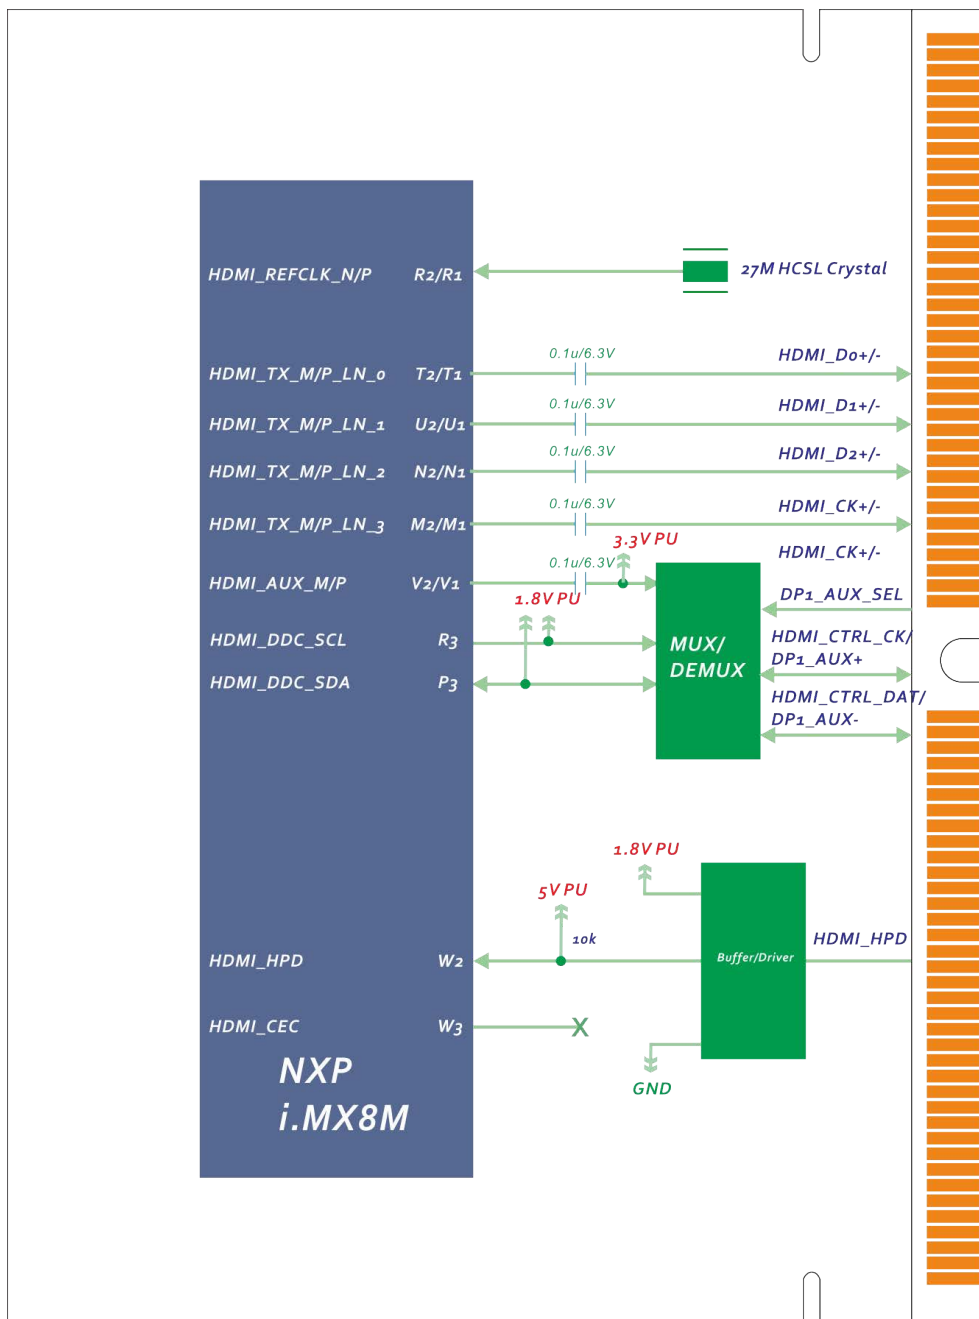 HDMI_REFCLK_N/P R2/R1 27M HCSL Crystal
0.1u/6.3V HDMI_D0+/-
HDMI_TX_M/P_LN_0 T2/T1
0.1u/6.3V HDMI_D1+/-
HDMI_TX_M/P_LN_1 U2/U1
0.1u/6.3V HDMI_D2+/-
HDMI_TX_M/P_LN_2 N2/N1
0.1u/6.3V HDMI_CK+/-
HDMI_TX_M/P_LN_3 M2/M1
3.3V PU
HDMI_CK+/-
0.1u/6.3V
HDMI_AUX_M/P V2/V1
1.8V PU
DP1_AUX_SEL
HDMI_DDC_SCL R3
MUX/
DEMUX
HDMI_CTRL_CK/
DP1_AUX+
HDMI_DDC_SDA P3
HDMI_CTRL_DAT/
DP1_AUX-
1.8V PU
5V PU
10k
HDMI_HPD
HDMI_HPD W2
Buffer/Driver
HDMI_CEC W3
X
NXP
i.MX8M
GND